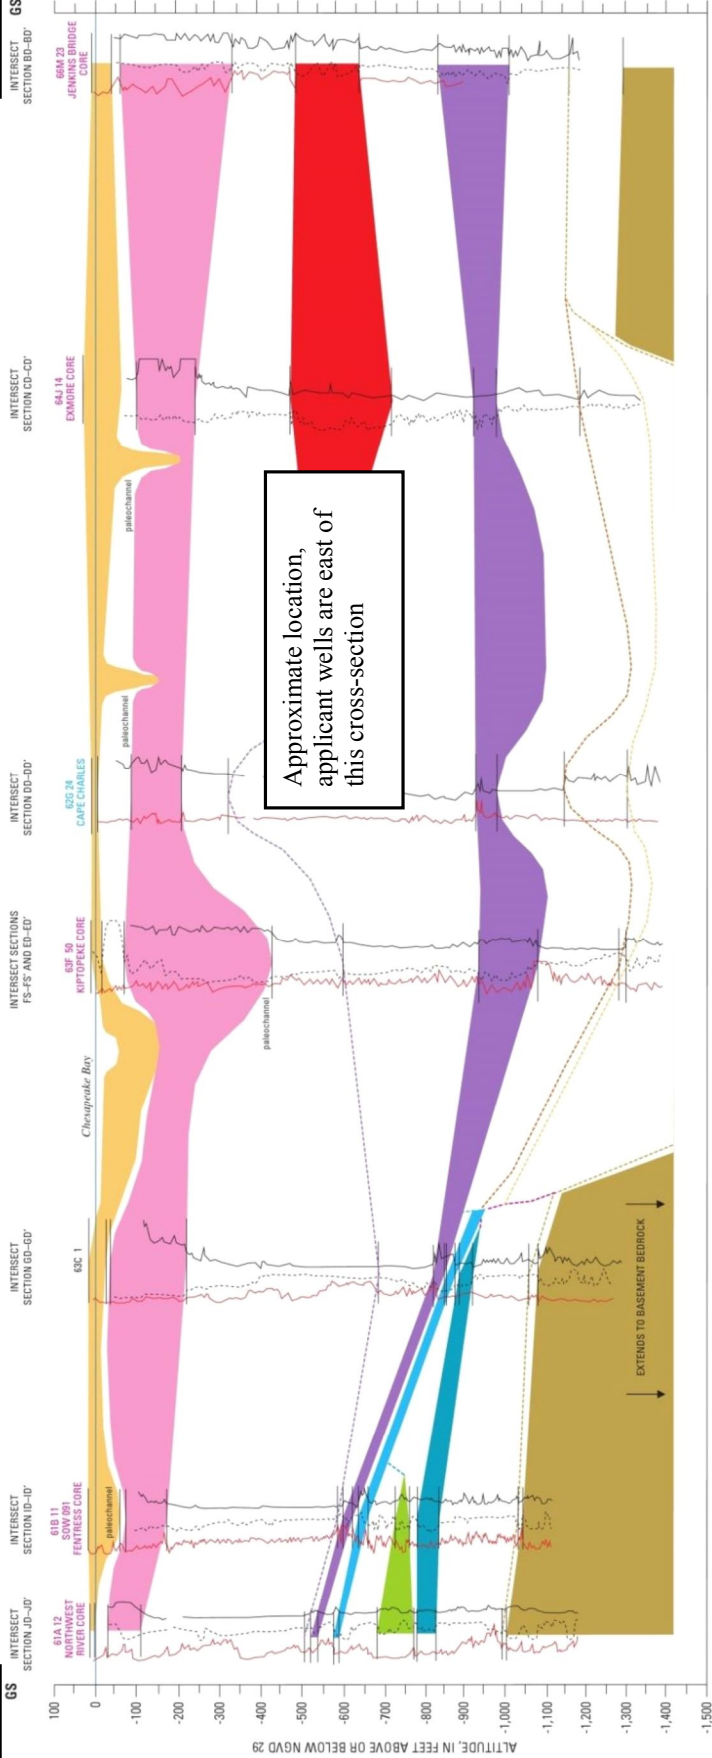 GS
GS
INTERSECT
SECTION JD–JD'
61A 12
NORTHWEST
RIVER CORE
INTERSECT
SECTION ID–ID'
61B 11
SOW 091
FENTRESS CORE
INTERSECT
SECTION GD–GD'
63C 1
INTERSECT SECTIONS
FS–FS' AND ED–ED'
63F 50
KIPTOPEKE CORE
INTERSECT
SECTION DD–DD'
62G 24
CAPE CHARLES
INTERSECT
SECTION CD–CD'
64J 14
EXMORE CORE
INTERSECT
SECTION BD–BD'
66M 23
JENKINS BRIDGE
CORE
Chesapeake Bay
paleochannel
paleochannel
paleochannel
paleochannel
Approximate location,
applicant wells are east of
this cross-section
EXTENDS TO BASEMENT BEDROCK
ALTITUDE, IN FEET ABOVE OR BELOW NGVD 29
100
0
-100
-200
-300
-400
-500
-600
-700
-800
-900
-1,000
-1,100
-1,200
-1,300
-1,400
-1,500